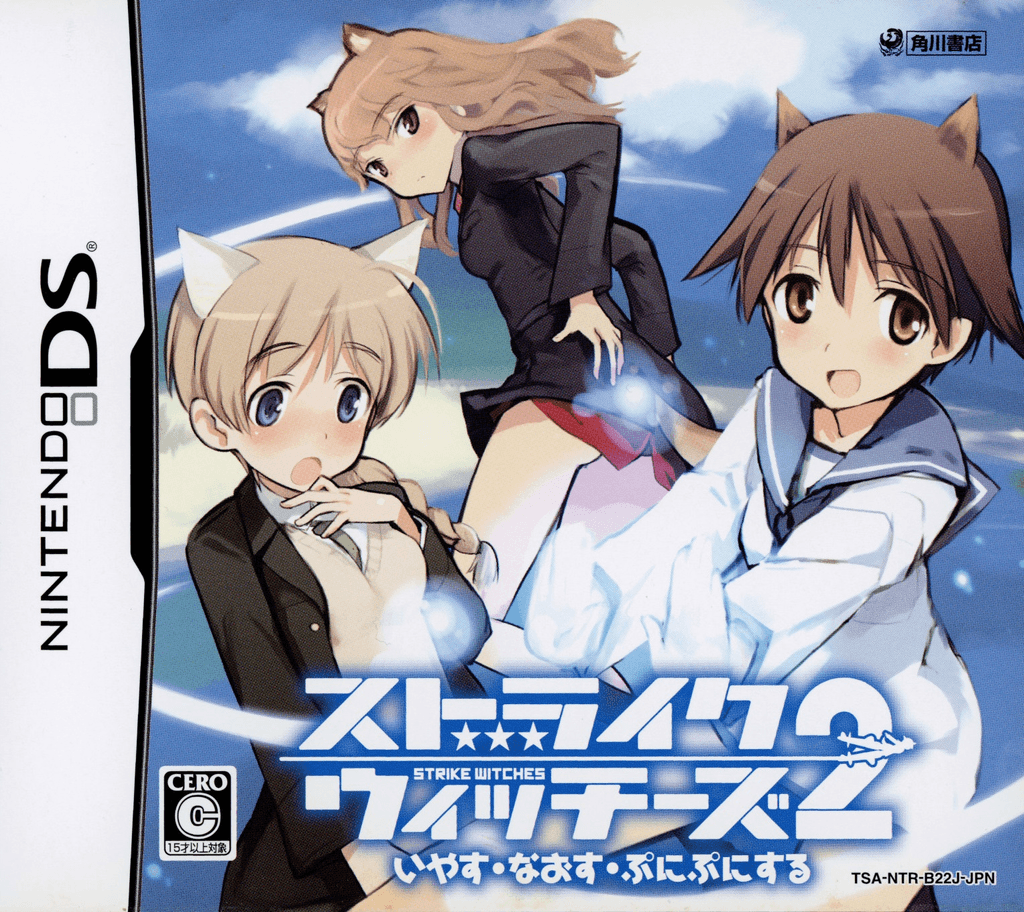 NINTENDO DS®
角川書店
ストライク
STRIKE WITCHES
ウィッチーズ2
いやす・なおす・ぷにぷにする
CERO
C
15才以上対象
TSA-NTR-B22J-JPN